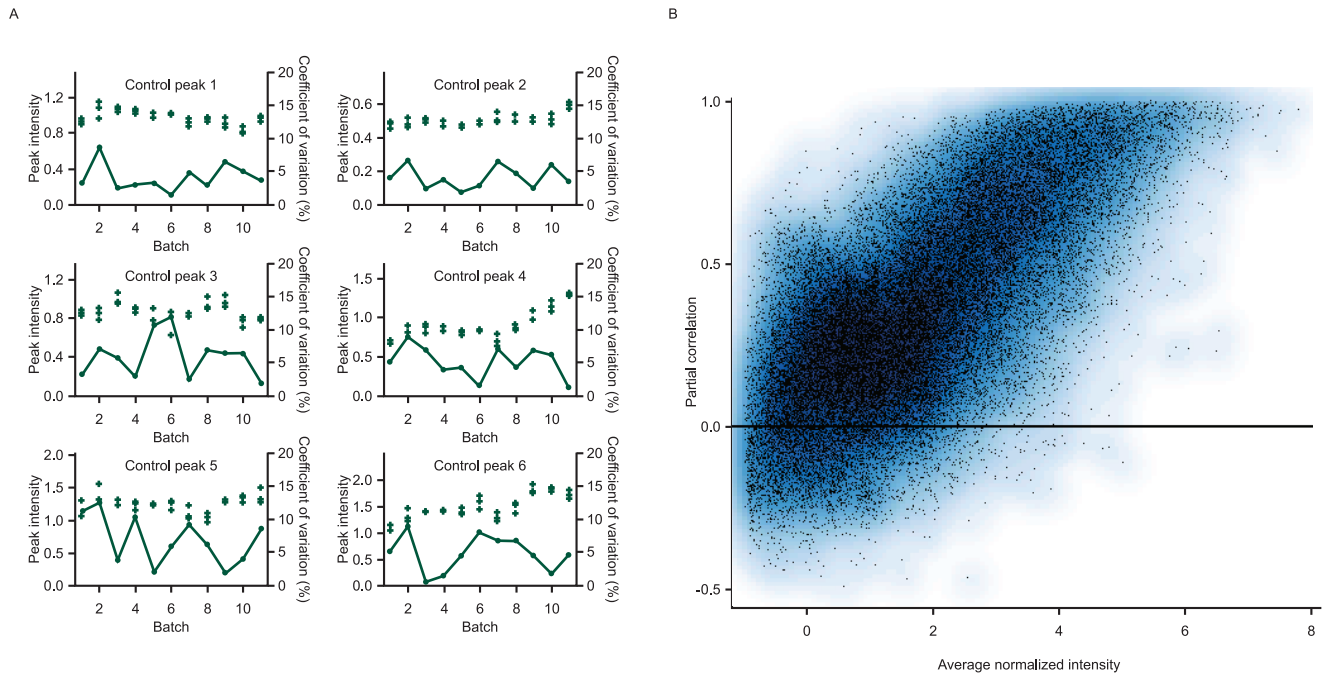 A
B
Control peak 1
Peak intensity
1.2
0.8
0.4
0.0
20
15
10
5
0
Coefficient of variation (%)
2 4 6 8 10
Batch
Control peak 2
Peak intensity
0.6
0.4
0.2
0.0
20
15
10
5
0
Coefficient of variation (%)
2 4 6 8 10
Batch
Control peak 3
Peak intensity
1.2
0.8
0.4
0.0
20
15
10
5
0
Coefficient of variation (%)
2 4 6 8 10
Batch
Control peak 4
Peak intensity
1.5
1.0
0.5
0.0
20
15
10
5
0
Coefficient of variation (%)
2 4 6 8 10
Batch
Control peak 5
Peak intensity
2.0
1.5
1.0
0.5
0.0
20
15
10
5
0
Coefficient of variation (%)
2 4 6 8 10
Batch
Control peak 6
Peak intensity
2.0
1.5
1.0
0.5
0.0
20
15
10
5
0
Coefficient of variation (%)
2 4 6 8 10
Batch
Partial correlation
1.0
0.5
0.0
-0.5
0 2 4 6 8
Average normalized intensity